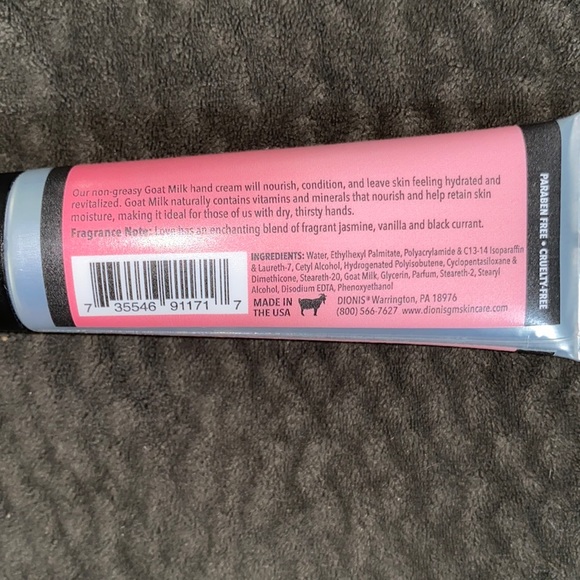 Our non-greasy Goat Milk hand cream will nourish, condition, and leave skin feeling hydrated and
revitalized. Goat Milk naturally contains vitamins and minerals that nourish and help retain skin
moisture, making it ideal for those of us with dry, thirsty hands.
Fragrance Note: Love has an enchanting blend of fragrant jasmine, vanilla and black currant.
INGREDIENTS: Water, Ethylhexyl Palmitate, Polyacrylamide & C13-14 Isoparaffin
& Laureth-7, Cetyl Alcohol, Hydrogenated Polyisobutene, Cyclopentasiloxane &
Dimethicone, Steareth-20, Goat Milk, Glycerin, Parfum, Steareth-2, Stearyl
Alcohol, Disodium EDTA, Phenoxyethanol
7 35546 91171 7
MADE IN
THE USA
DIONIS® Warrington, PA 18976
(800) 566-7627 www.dionisgmskincare.com
PARABEN FREE • CRUELTY-FREE